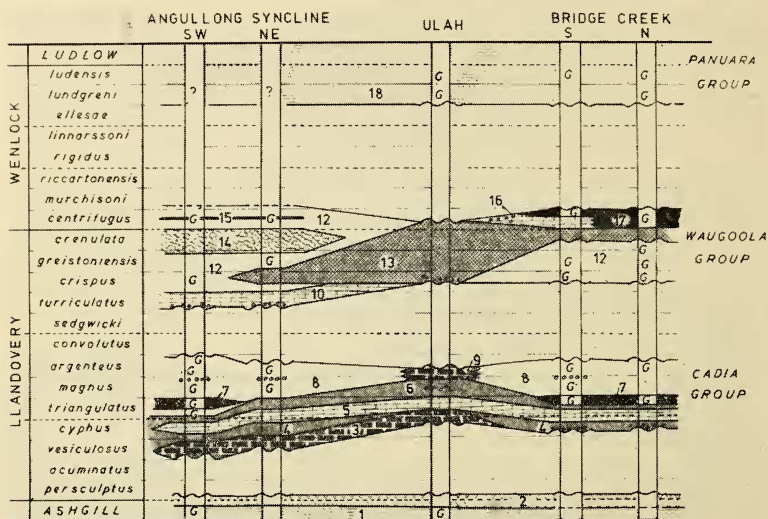 ANGULLONG SYNCLINE ULAH BRIDGE CREEK
SW NE S N
LUDLOW PANUARA
ludensis G G G
lundgreni ? ? 18 G G GROUP
ellesae
linnarssoni
rigidus
riccartonensis
murchisoni 16
centrifugus G 15 G 12 G 17 G
crenulata 14 WAUGOOLA
greistoniensis G 13 G 12 G GROUP
crispus 12 G G G
turriculatus 10
sedgwicki
convolutus
argenteus G G G 9 G G
magnus G G 8 6 8 G G CADIA
triangulatus 7 G 5 7 GROUP
cyphus 4 3 4
vesiculosus
acuminatus
persculptus 2
ASHGILL G 1 G
WENLOCK
LLANDOVERY